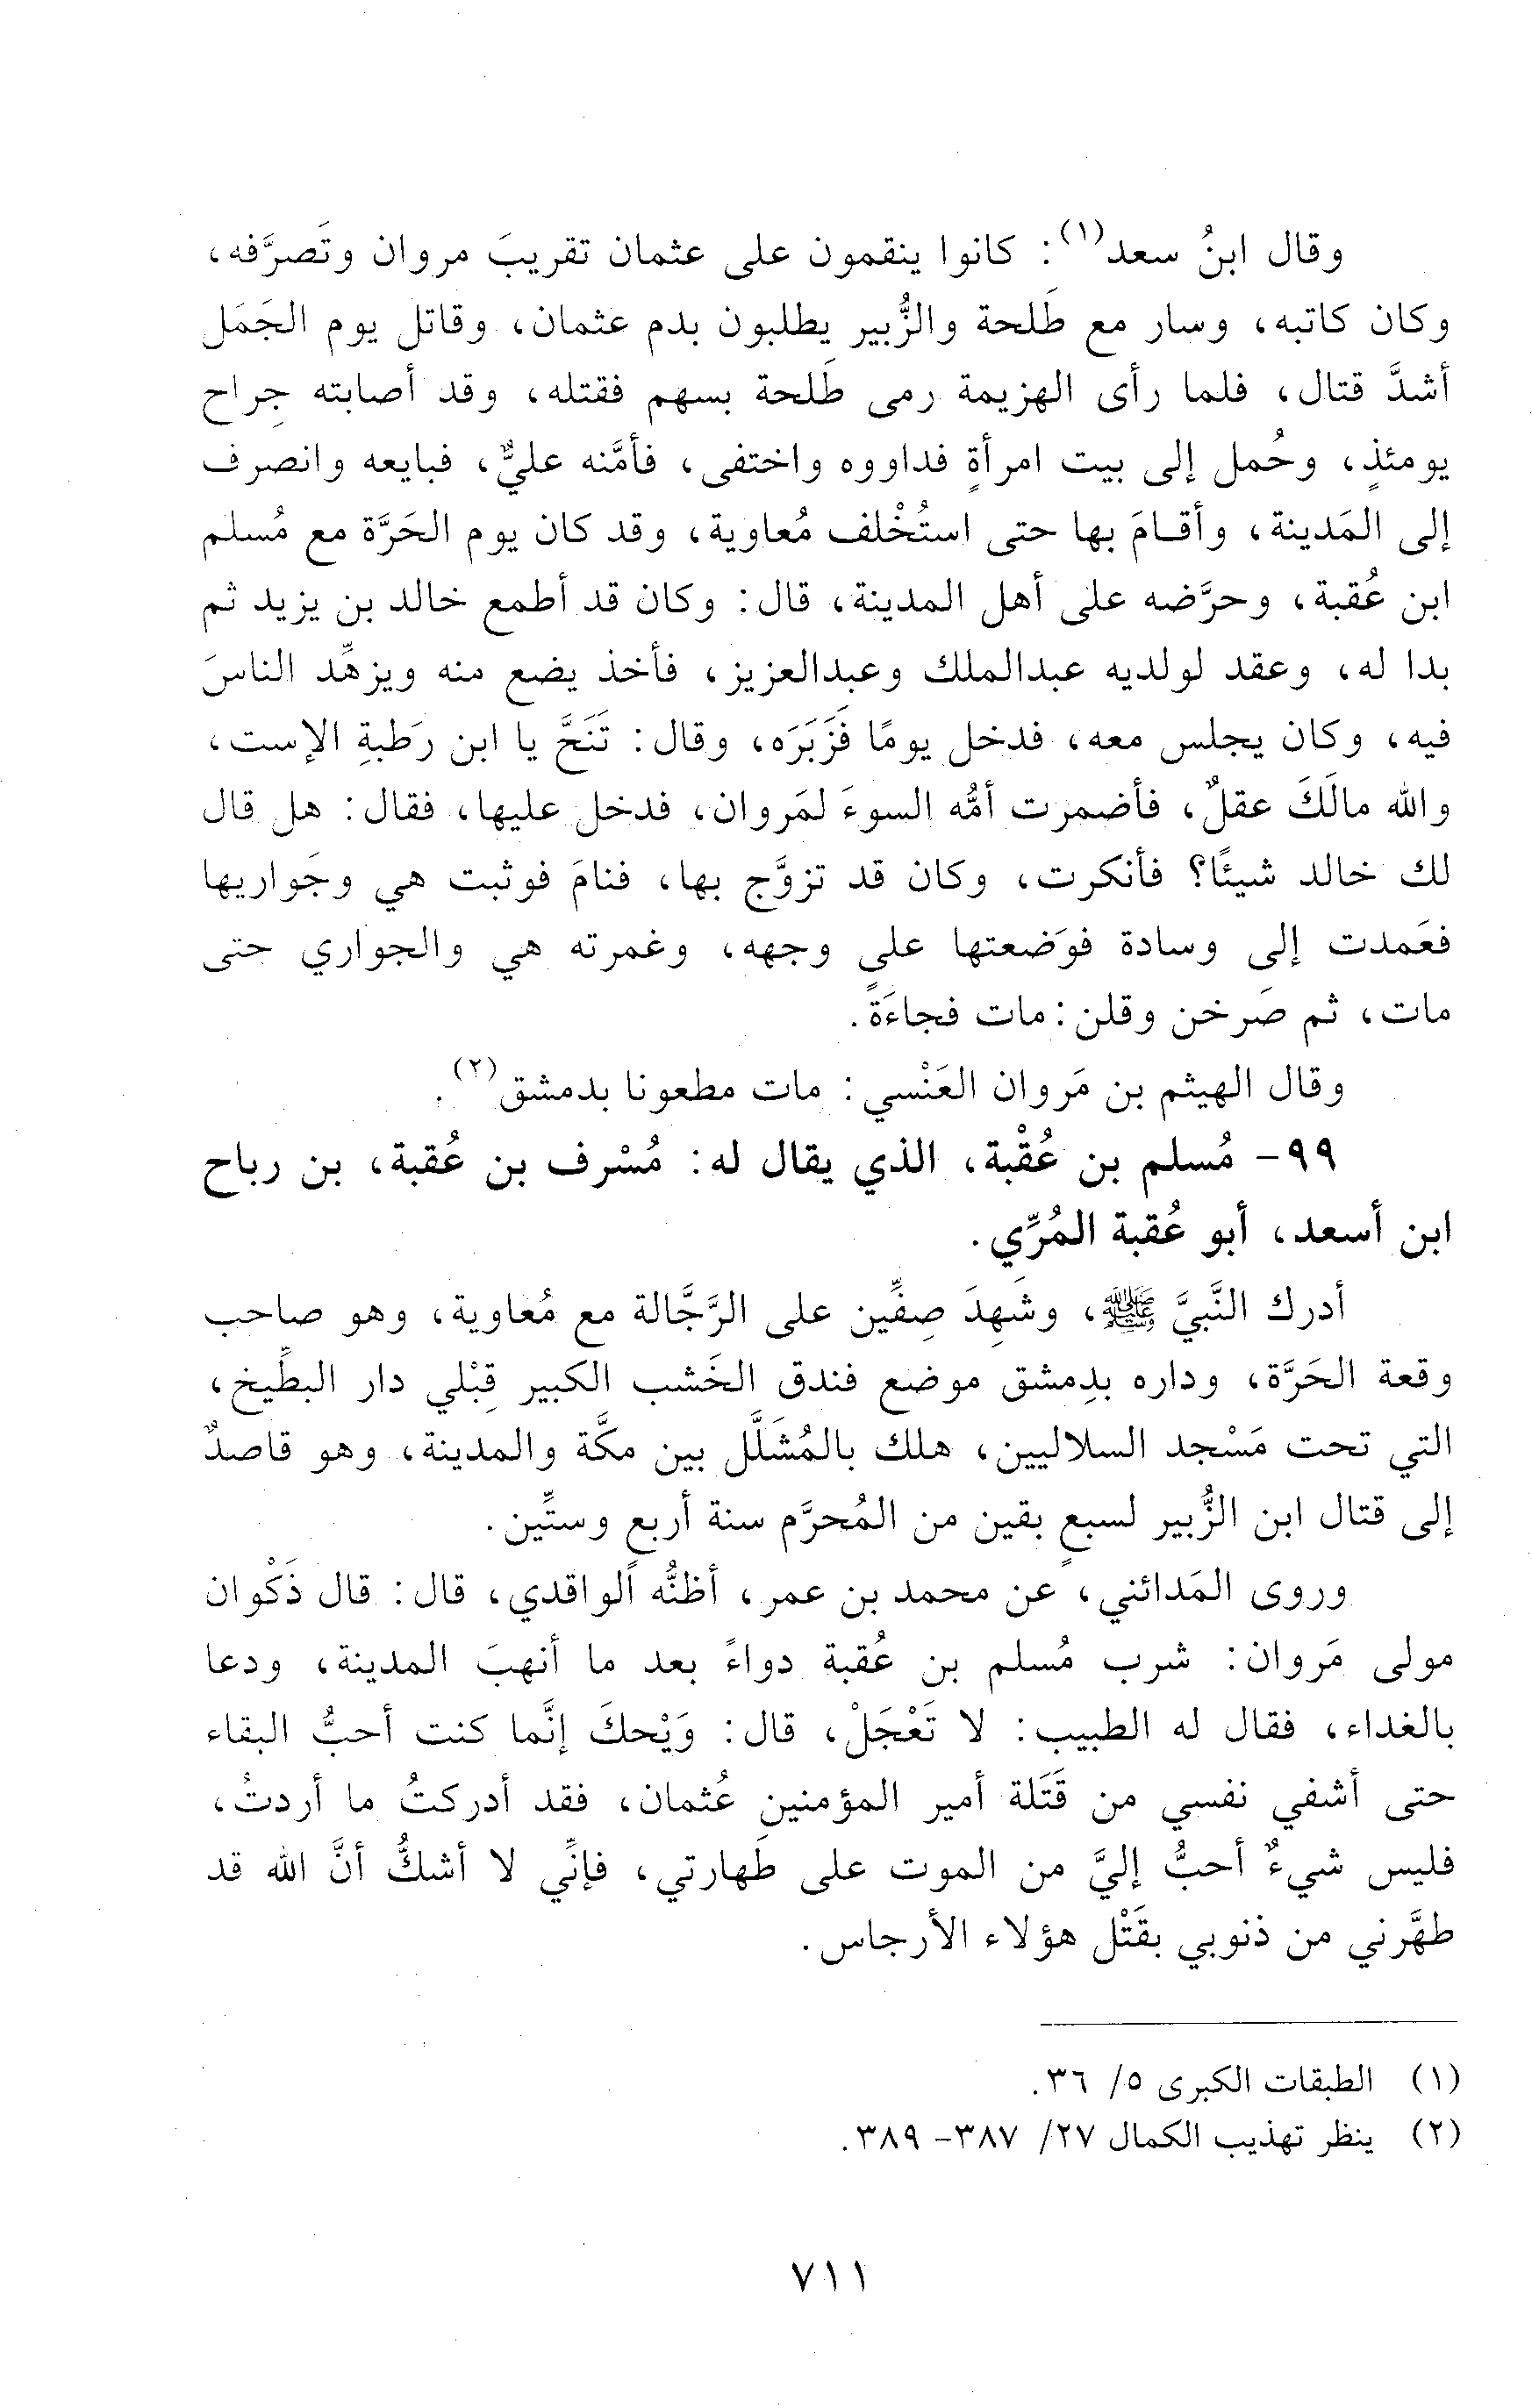 وقال ابنُ سعد(١): كانوا ينقمون على عثمان تقريبَ مروان وتَصرَّفه،
وكان كاتبه، وسار مع طَلحة والزُّبير يطلبون بدم عثمان، وقاتل يوم الجَمَل
أشدَّ قتال، فلما رأى الهزيمة رمى طَلحة بسهم فقتله، وقد أصابته جِراح
يومئذٍ، وحُمل إلى بيت امرأةٍ فداووه واختفى، فأمَّنه عليٌّ، فبايعه وانصرف
إلى المَدينة، وأقـامَ بها حتى استُخْلف مُعاوية، وقد كان يوم الحَرَّة مع مُسلم
ابن عُقبة، وحرَّضه على أهل المدينة، قال: وكان قد أطمع خالد بن يزيد ثم
بدا له، وعقد لولديه عبدالملك وعبدالعزيز، فأخذ يضع منه ويزهِّد الناسَ
فيه، وكان يجلس معه، فدخل يومًا فَزَبَرَه، وقال: تَنَحَّ يا ابن رَطبةِ الإست،
والله مالَكَ عقلٌ، فأضمرت أمُّه السوءَ لمَروان، فدخل عليها، فقال: هل قال
لك خالد شيئًا؟ فأنكرت، وكان قد تزوَّج بها، فنامَ فوثبت هي وجَواريها
فعَمدت إلى وسادة فوَضعتها على وجهه، وغمرته هي والجواري حتى
مات، ثم صَرخن وقلن: مات فجاءَةً.
وقال الهيثم بن مَروان العَنْسي: مات مطعونا بدمشق(٢).
٩٩- مُسلم بن عُقْبة، الذي يقال له: مُسْرف بن عُقبة، بن رباح
ابن أسعد، أبو عُقبة المُرِّي.
أدرك النَّبيَّ ﷺ، وشَهِدَ صِفِّين على الرَّجَّالة مع مُعاوية، وهو صاحب
وقعة الحَرَّة، وداره بدِمشق موضع فندق الخَشب الكبير قِبْلي دار البطِّيخ،
التي تحت مَسْجد السلاليين، هلك بالمُشَلَّل بين مكَّة والمدينة، وهو قاصدٌ
إلى قتال ابن الزُّبير لسبعٍ بقين من المُحرَّم سنة أربع وستِّين.
وروى المَدائني، عن محمد بن عمر، أظنُّه الواقدي، قال: قال ذَكْوان
مولى مَروان: شرب مُسلم بن عُقبة دواءً بعد ما أنهبَ المدينة، ودعا
بالغداء، فقال له الطبيب: لا تَعْجَلْ، قال: وَيْحكَ إنَّما كنت أحبُّ البقاء
حتى أشفي نفسي من قَتَلة أمير المؤمنين عُثمان، فقد أدركتُ ما أردتُ،
فليس شيءٌ أحبُّ إليَّ من الموت على طَهارتي، فإنِّي لا أشكُّ أنَّ الله قد
طهَّرني من ذنوبي بقَتْل هؤلاء الأرجاس.
(١) الطبقات الكبرى ٥/ ٣٦.
(٢) ينظر تهذيب الكمال ٢٧/ ٣٨٧- ٣٨٩.
٧١١